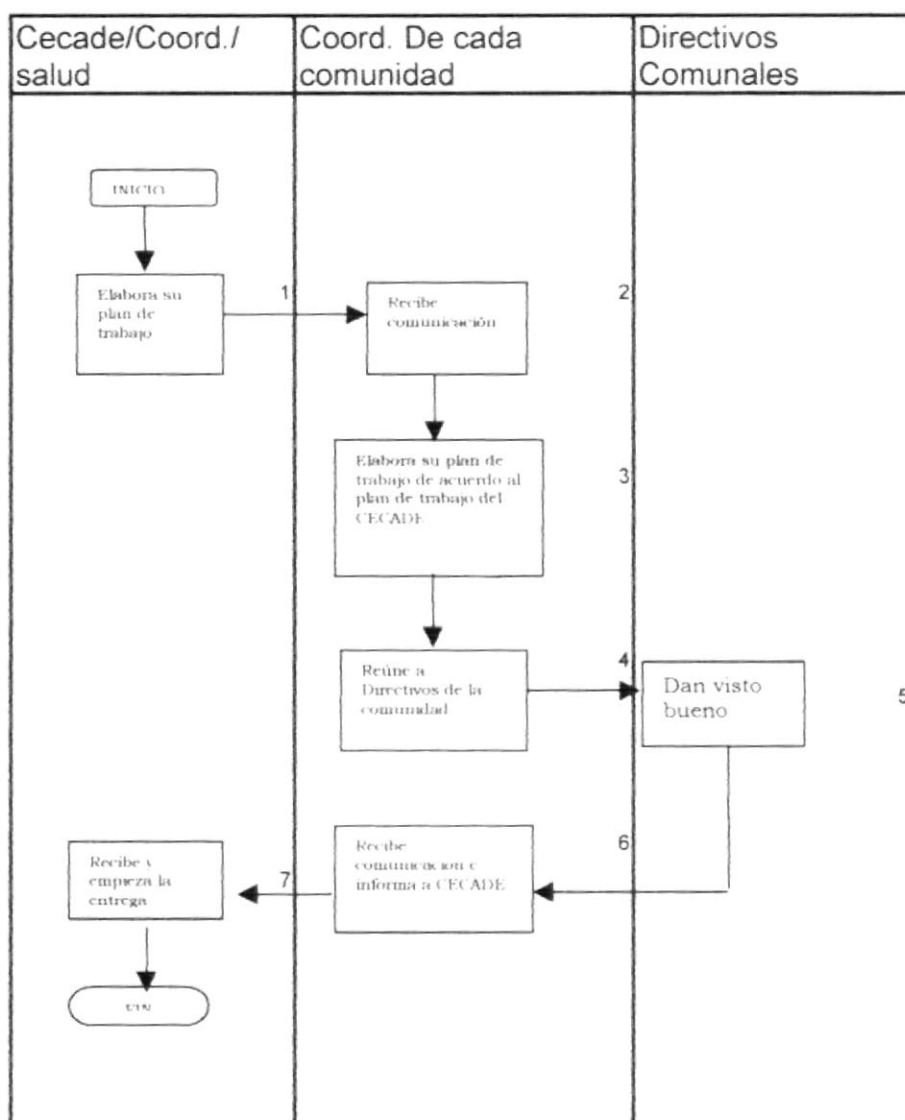 Cecade/Coord./
salud
Coord. De cada
comunidad
Directivos
Comunales
INICIO
Elabora su
plan de
trabajo
1
Recibe
comunicación
2
Elabora su plan de
trabajo de acuerdo al
plan de trabajo del
CECADE
3
Reúne a
Directivos de la
comunidad
4
Dan visto
bueno
5
Recibe
comunicación e
informa a CECADE
6
Recibe y
empieza la
entrega
7
FIN